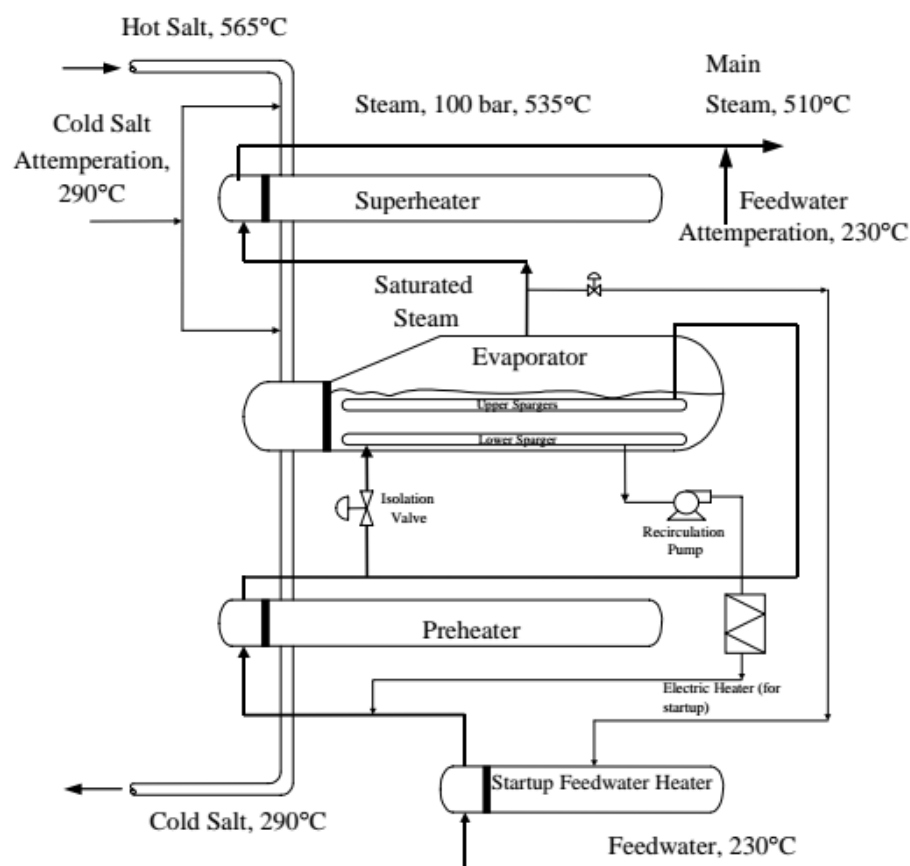 Hot Salt, 565°C
Main
Steam, 100 bar, 535°C
Steam, 510°C
Cold Salt
Attemperation,
290°C
Superheater
Feedwater
Attemperation, 230°C
Saturated
Steam
Evaporator
Upper Spargers
Lower Sparger
Isolation
Valve
Recirculation
Pump
Preheater
Electric Heater (for
startup)
Startup Feedwater Heater
Cold Salt, 290°C
Feedwater, 230°C